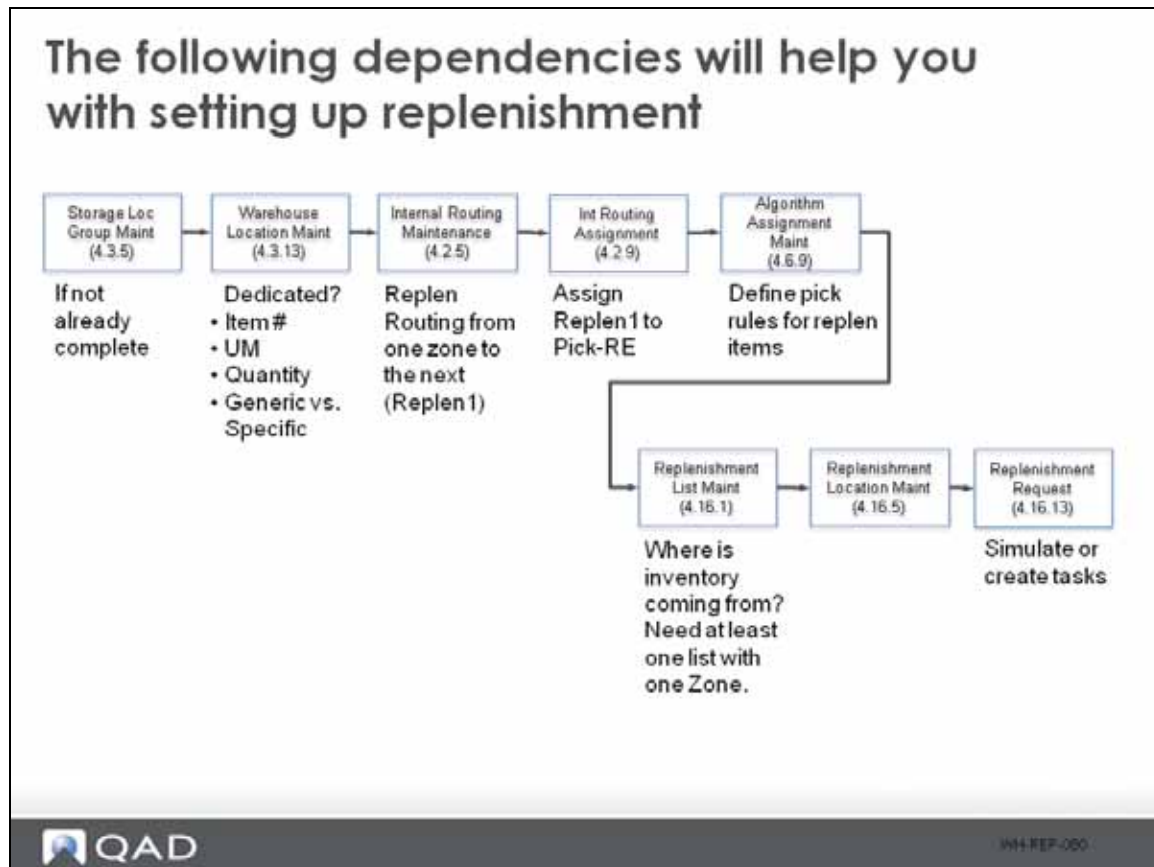 The following dependencies will help you
with setting up replenishment
Storage Loc
Group Maint
(4.3.5)
Warehouse
Location Maint
(4.3.13)
Internal Routing
Maintenance
(4.2.5)
Int Routing
Assignment
(4.2.9)
Algorithm
Assignment
Maint
(4.6.9)
If not
already
complete
Dedicated?
• Item #
• UM
• Quantity
• Generic vs.
Specific
Replen
Routing from
one zone to
the next
(Replen1)
Assign
Replen1 to
Pick-RE
Define pick
rules for replen
items
Replenishment
List Maint
(4.16.1)
Replenishment
Location Maint
(4.16.5)
Replenishment
Request
(4.16.13)
Where is
inventory
coming from?
Need at least
one list with
one Zone.
Simulate or
create tasks
QAD
WH-REP-080